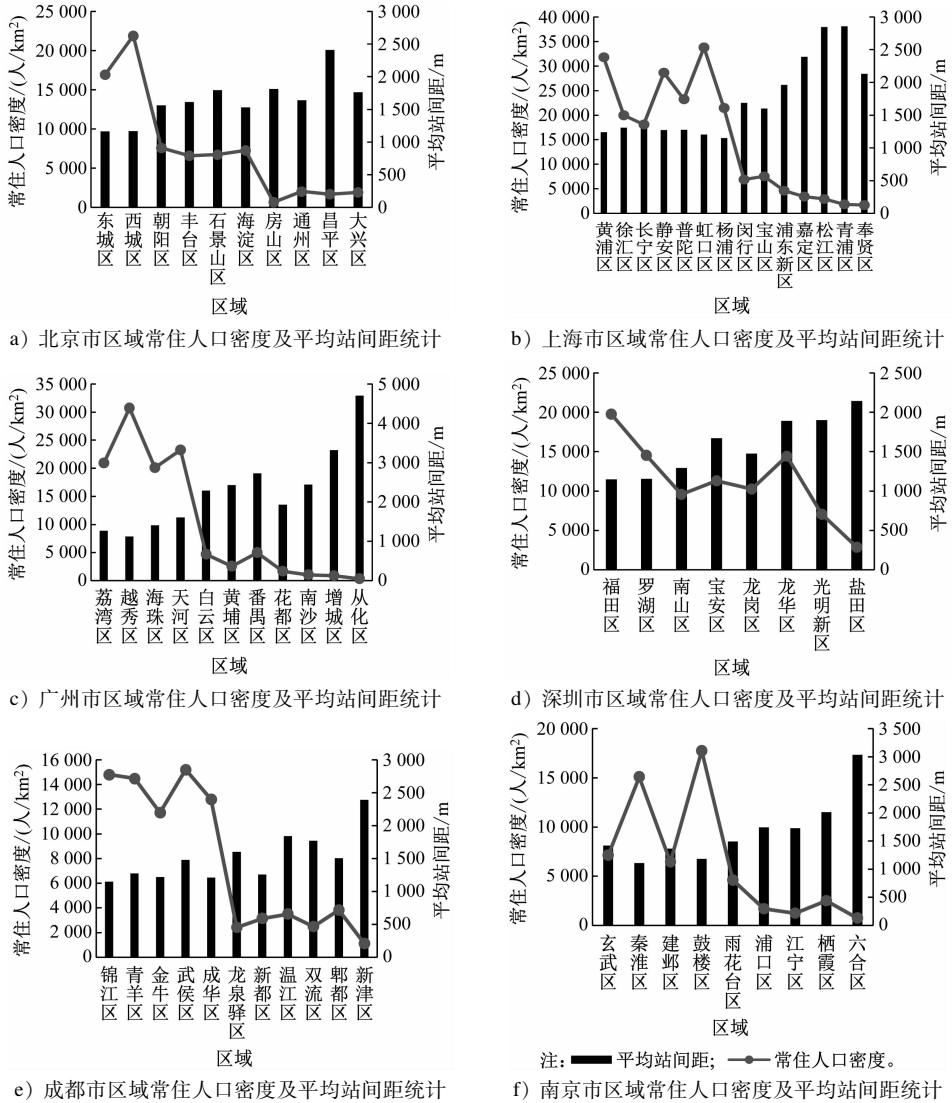 常住人口密度/(人/km²)
25 000
20 000
15 000
10 000
5 000
0
3 000
2 500
2 000
1 500
1 000
500
0
平均站间距/m
东城区
西城区
朝阳区
丰台区
石景山区
海淀区
房山区
通州区
昌平区
大兴区
区域
a）北京市区域常住人口密度及平均站间距统计
常住人口密度/(人/km²)
40 000
35 000
30 000
25 000
20 000
15 000
10 000
5 000
0
3 000
2 500
2 000
1 500
1 000
500
0
平均站间距/m
黄浦区
徐汇区
长宁区
静安区
普陀区
虹口区
杨浦区
闵行区
宝山区
浦东新区
嘉定区
松江区
青浦区
奉贤区
区域
b）上海市区域常住人口密度及平均站间距统计
常住人口密度/(人/km²)
35 000
30 000
25 000
20 000
15 000
10 000
5 000
0
5 000
4 000
3 000
2 000
1 000
0
平均站间距/m
荔湾区
越秀区
海珠区
天河区
白云区
黄埔区
番禺区
花都区
南沙区
增城区
从化区
区域
c）广州市区域常住人口密度及平均站间距统计
常住人口密度/(人/km²)
25 000
20 000
15 000
10 000
5 000
0
2 500
2 000
1 500
1 000
500
0
平均站间距/m
福田区
罗湖区
南山区
宝安区
龙岗区
龙华区
光明新区
盐田区
区域
d）深圳市区域常住人口密度及平均站间距统计
常住人口密度/(人/km²)
16 000
14 000
12 000
10 000
8 000
6 000
4 000
2 000
0
3 000
2 500
2 000
1 500
1 000
500
0
平均站间距/m
锦江区
青羊区
金牛区
武侯区
成华区
龙泉驿区
新都区
温江区
双流区
郫都区
新津区
区域
e）成都市区域常住人口密度及平均站间距统计
常住人口密度/(人/km²)
20 000
15 000
10 000
5 000
0
3 500
3 000
2 500
2 000
1 500
1 000
500
0
平均站间距/m
玄武区
秦淮区
建邺区
鼓楼区
雨花台区
浦口区
江宁区
栖霞区
六合区
区域
注：平均站间距； 常住人口密度。
f）南京市区域常住人口密度及平均站间距统计